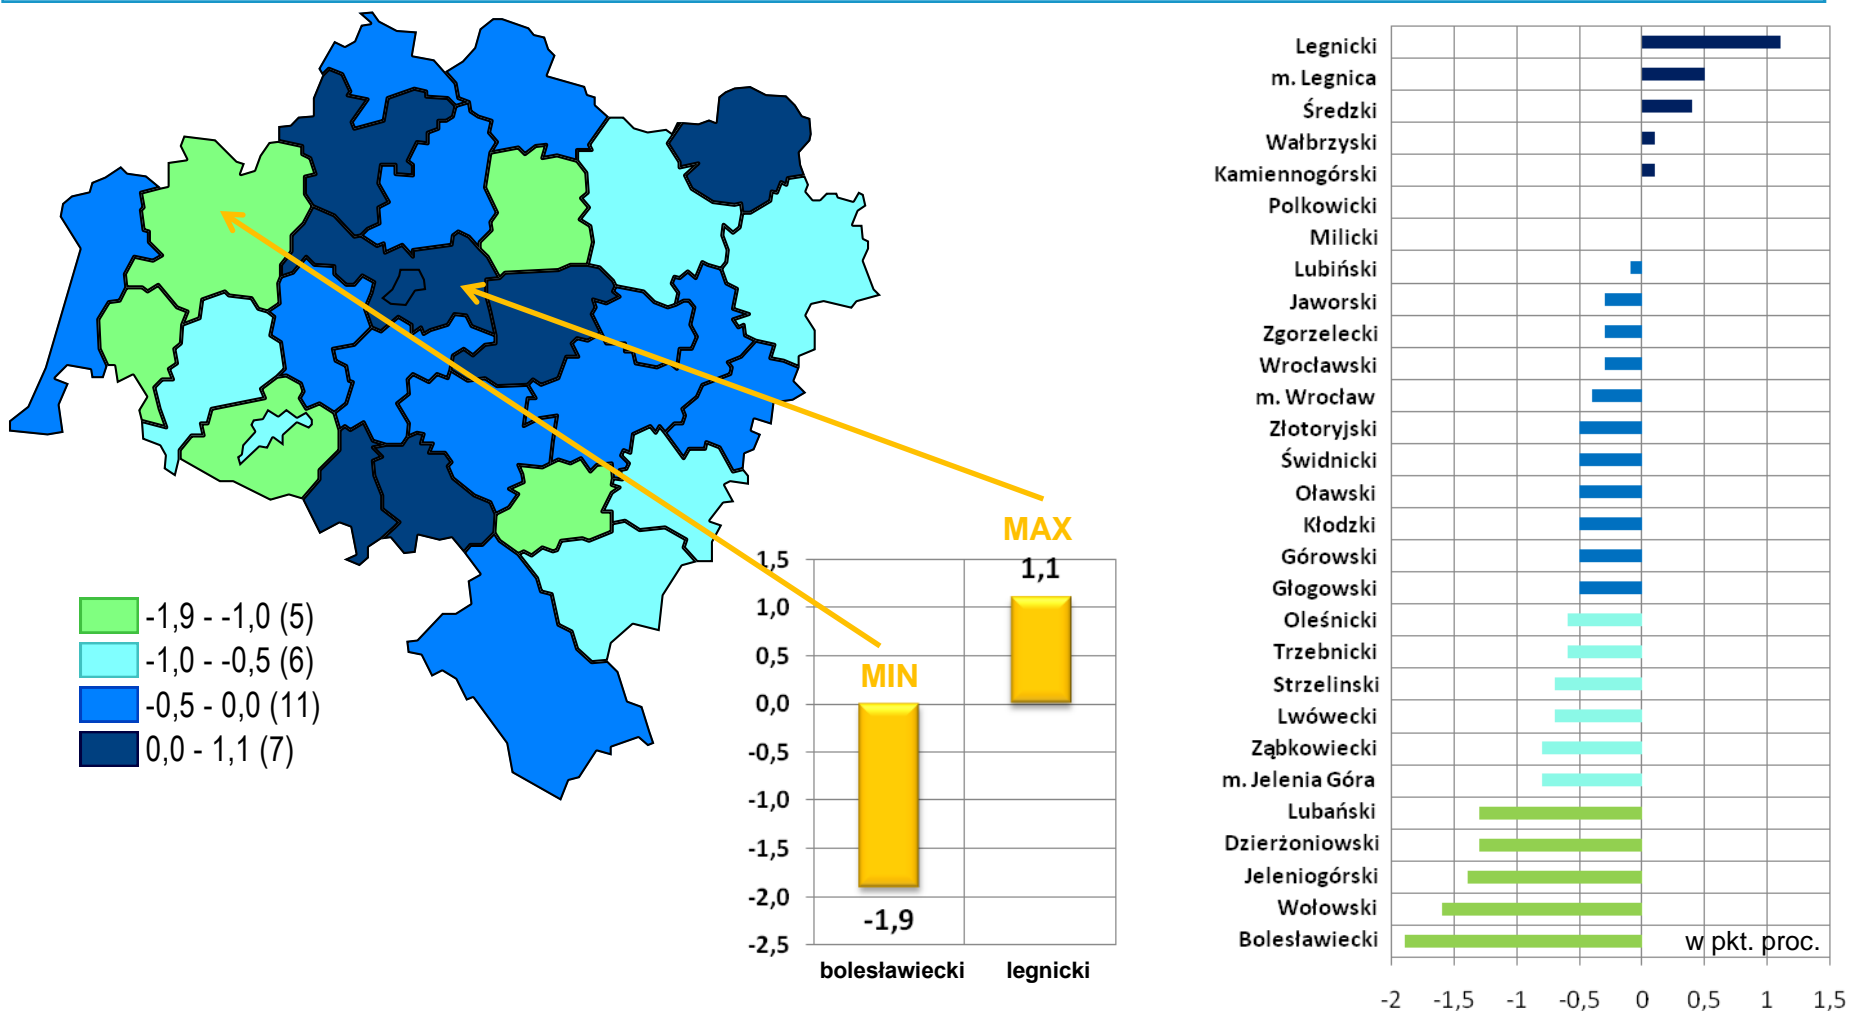 -1,9 - -1,0 (5)
-1,0 - -0,5 (6)
-0,5 - 0,0 (11)
0,0 - 1,1 (7)
MAX
MIN
1,5
1,0
0,5
0,0
-0,5
-1,0
-1,5
-2,0
-2,5
1,1
-1,9
bolesławiecki
legnicki
Legnicki
m. Legnica
Średzki
Wałbrzyski
Kamiennogórski
Polkowicki
Milicki
Lubiński
Jaworski
Zgorzelecki
Wrocławski
m. Wrocław
Złotoryjski
Świdnicki
Oławski
Kłodzki
Górowski
Głogowski
Oleśnicki
Trzebnicki
Strzelinski
Lwówecki
Ząbkowiecki
m. Jelenia Góra
Lubański
Dzierżoniowski
Jeleniogórski
Wołowski
Bolesławiecki
w pkt. proc.
-2 -1,5 -1 -0,5 0 0,5 1 1,5